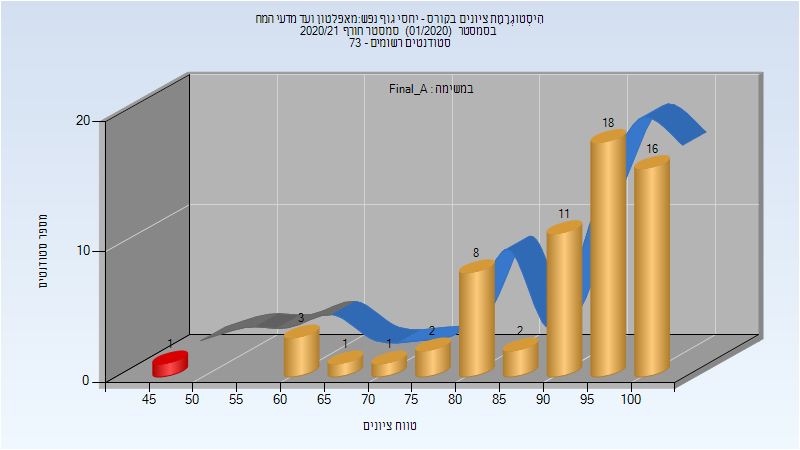 היסטוגרמת ציונים בקורס - יחסי גוף נפש:מאפלטון ועד מדעי המח
בסמסטר (01/2020) סמסטר חורף 2020/21
סטודנטים רשומים - 73
במשימה : Final_A
20
10
0
מספר סטודנטים
1
3
1
1
2
8
2
11
18
16
45 50 55 60 65 70 75 80 85 90 95 100
טווח ציונים